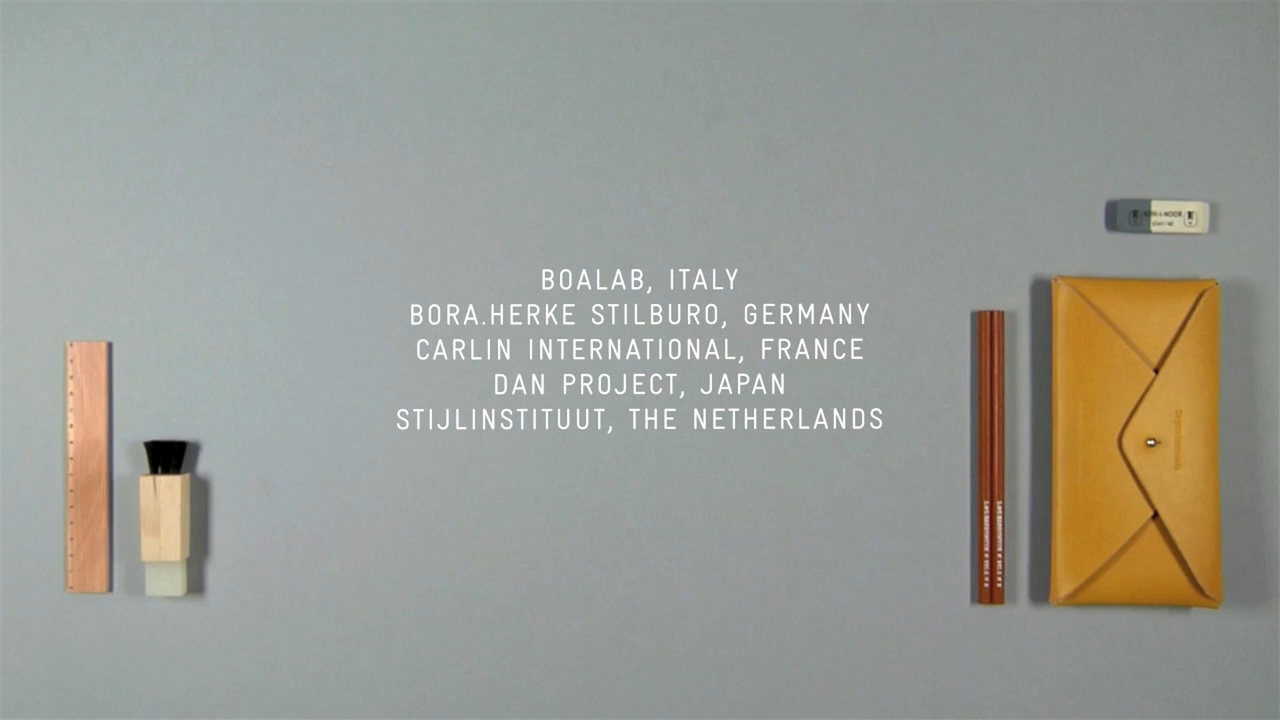 BOALAB, ITALY
BORA.HERKE STILBURO, GERMANY
CARLIN INTERNATIONAL, FRANCE
DAN PROJECT, JAPAN
STIJLINSTITUUT, THE NETHERLANDS